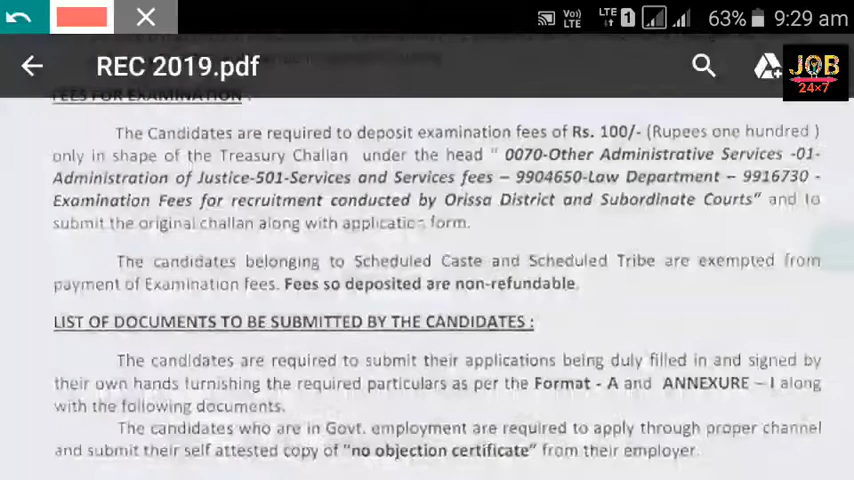 Vo)
LTE
LTE
1
63%
9:29 am
REC 2019.pdf
JOB
24×7
FEES FOR EXAMINATION :
The Candidates are required to deposit examination fees of Rs. 100/- (Rupees one hundred )
only in shape of the Treasury Challan under the head " 0070-Other Administrative Services -01-
Administration of Justice-501-Services and Services fees – 9904650-Law Department – 9916730 -
Examination Fees for recruitment conducted by Orissa District and Subordinate Courts" and to
submit the original challan along with application form.
The candidates belonging to Scheduled Caste and Scheduled Tribe are exempted from
payment of Examination fees. Fees so deposited are non-refundable.
LIST OF DOCUMENTS TO BE SUBMITTED BY THE CANDIDATES :
The candidates are required to submit their applications being duly filled in and signed by
their own hands furnishing the required particulars as per the Format - A and ANNEXURE – I along
with the following documents.
The candidates who are in Govt. employment are required to apply through proper channel
and submit their self attested copy of "no objection certificate" from their employer.